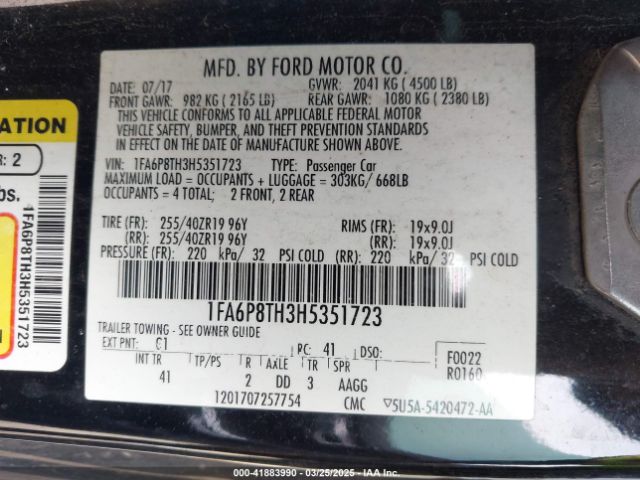 MFD. BY FORD MOTOR CO.
DATE: 07/17 GVWR: 2041 KG ( 4500 LB)
FRONT GAWR: 982 KG ( 2165 LB) REAR GAWR: 1080 KG ( 2380 LB)
THIS VEHICLE CONFORMS TO ALL APPLICABLE FEDERAL MOTOR
VEHICLE SAFETY, BUMPER, AND THEFT PREVENTION STANDARDS
IN EFFECT ON THE DATE OF MANUFACTURE SHOWN ABOVE.
VIN: 1FA6P8TH3H5351723 TYPE: Passenger Car
MAXIMUM LOAD = OCCUPANTS + LUGGAGE = 303KG/ 668LB
OCCUPANTS = 4 TOTAL; 2 FRONT, 2 REAR
TIRE (FR): 255/40ZR19 96Y RIMS (FR): 19x9.0J
(RR): 255/40ZR19 96Y (RR): 19x9.0J
PRESSURE (FR): 220 kPa/ 32 PSI COLD (RR): 220 kPa/ 32 PSI COLD
1FA6P8TH3H5351723
TRAILER TOWING - SEE OWNER GUIDE
EXT PNT: G1 RC: 41 DSO: F0022
INT TR TP/PS R AXLE TR SPR R0160
41 2 DD 3 AAGG
1201707257754 CMC ▽5U5A-5420472-AA
ATION
R: 2
bs.
1FA6P8TH3H5351723
000-41883990 - 03/25/2025 - IAA Inc.